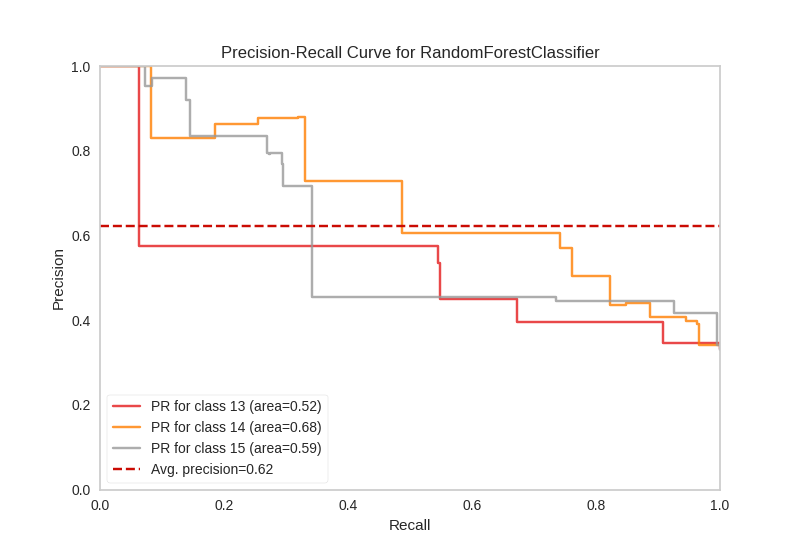 Precision-Recall Curve for RandomForestClassifier
1.0
0.8
0.6
0.4
0.2
0.0
Precision
PR for class 13 (area=0.52)
PR for class 14 (area=0.68)
PR for class 15 (area=0.59)
Avg. precision=0.62
0.0 0.2 0.4 0.6 0.8 1.0
Recall